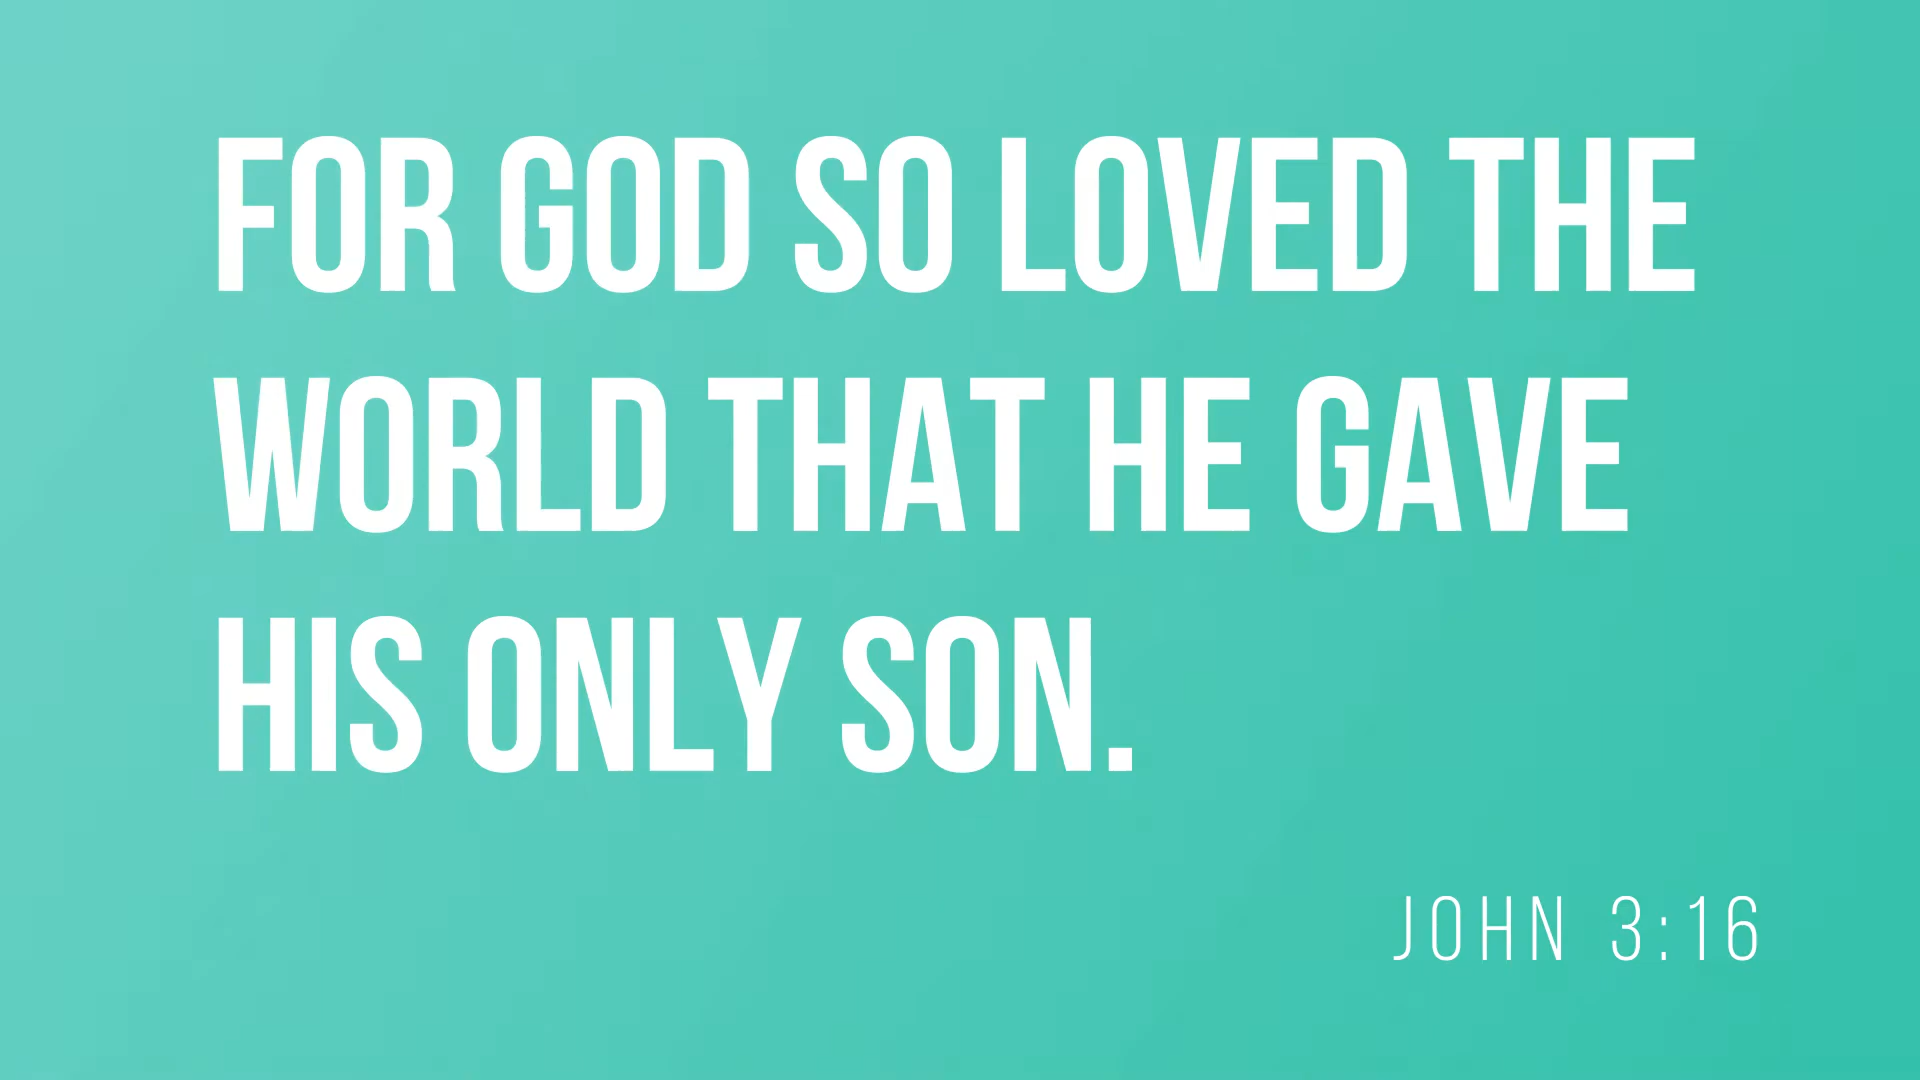 FOR GOD SO LOVED THE
WORLD THAT HE GAVE
HIS ONLY SON.
JOHN 3:16